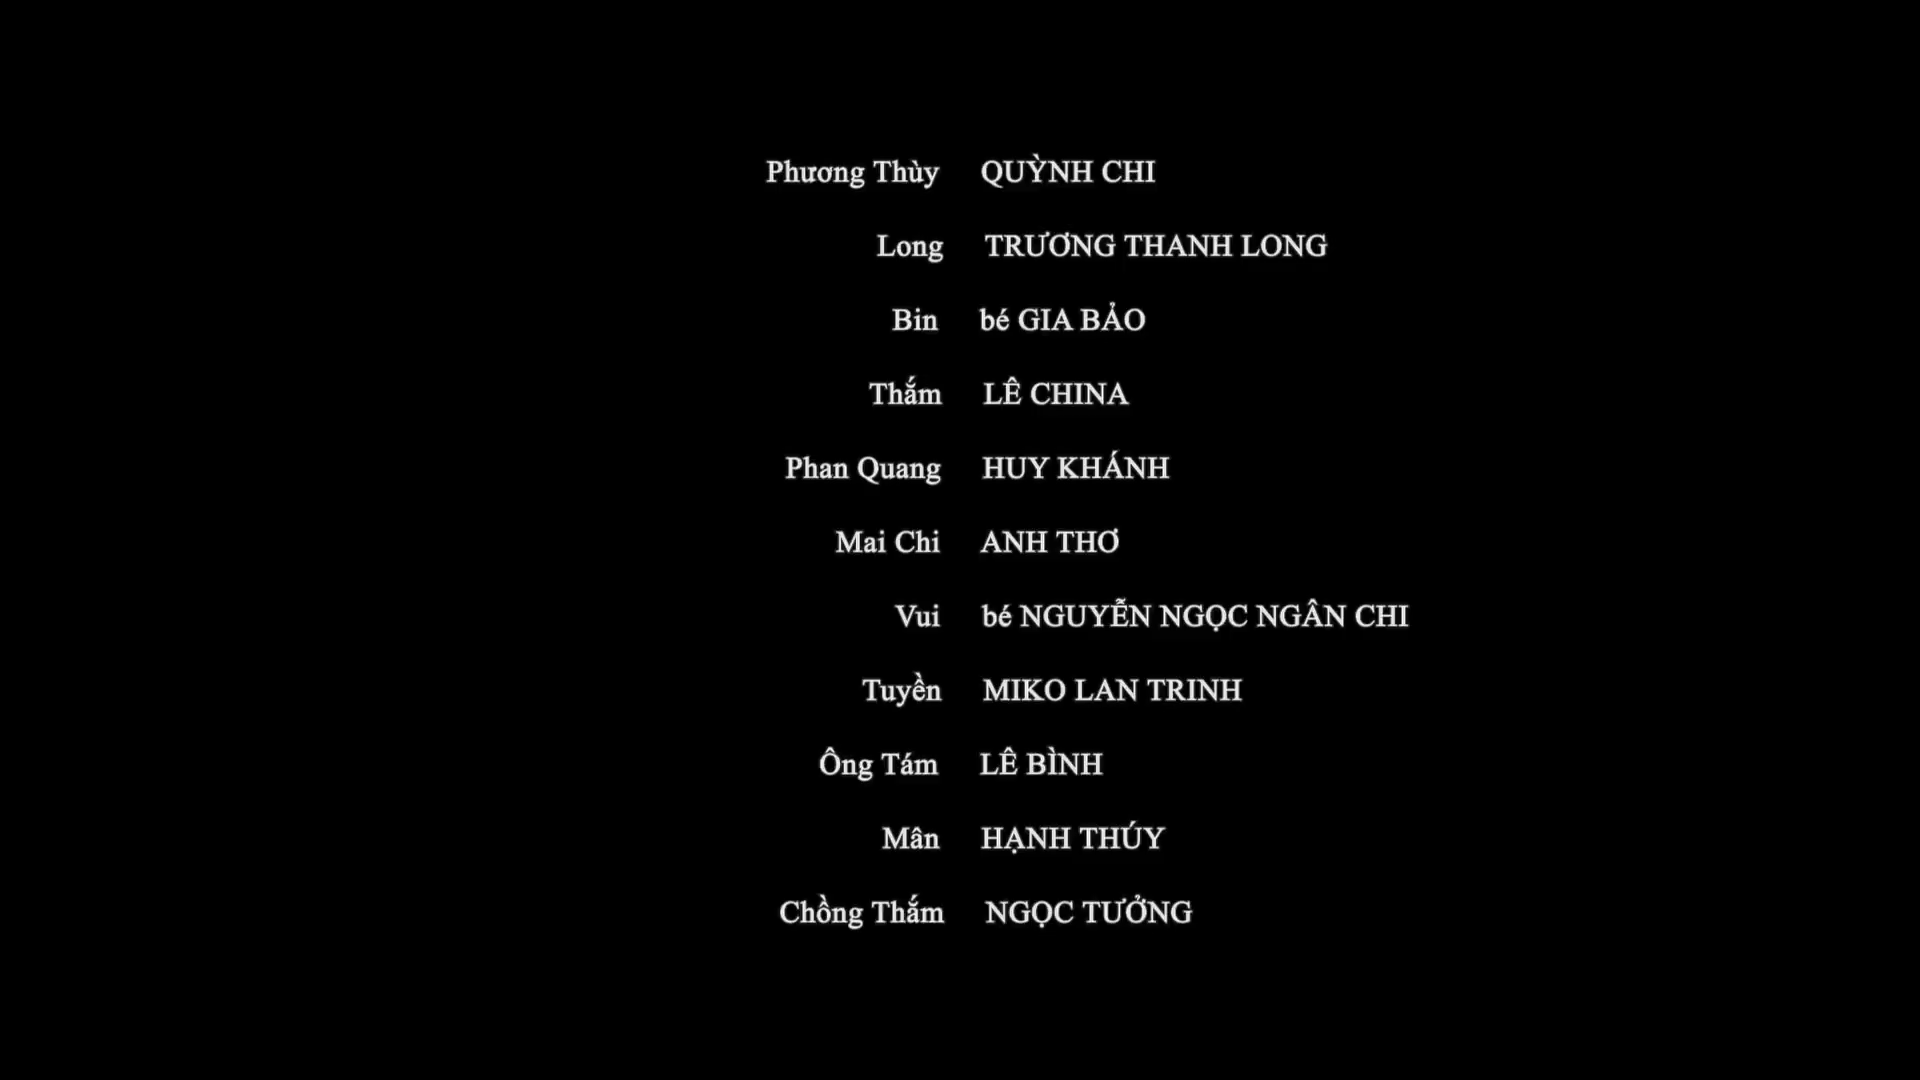 Phương Thùy QUỲNH CHI
Long TRƯƠNG THANH LONG
Bin bé GIA BẢO
Thắm LÊ CHINA
Phan Quang HUY KHÁNH
Mai Chi ANH THƠ
Vui bé NGUYỄN NGỌC NGÂN CHI
Tuyền MIKO LAN TRINH
Ông Tám LÊ BÌNH
Mân HẠNH THÚY
Chồng Thắm NGỌC TƯỞNG